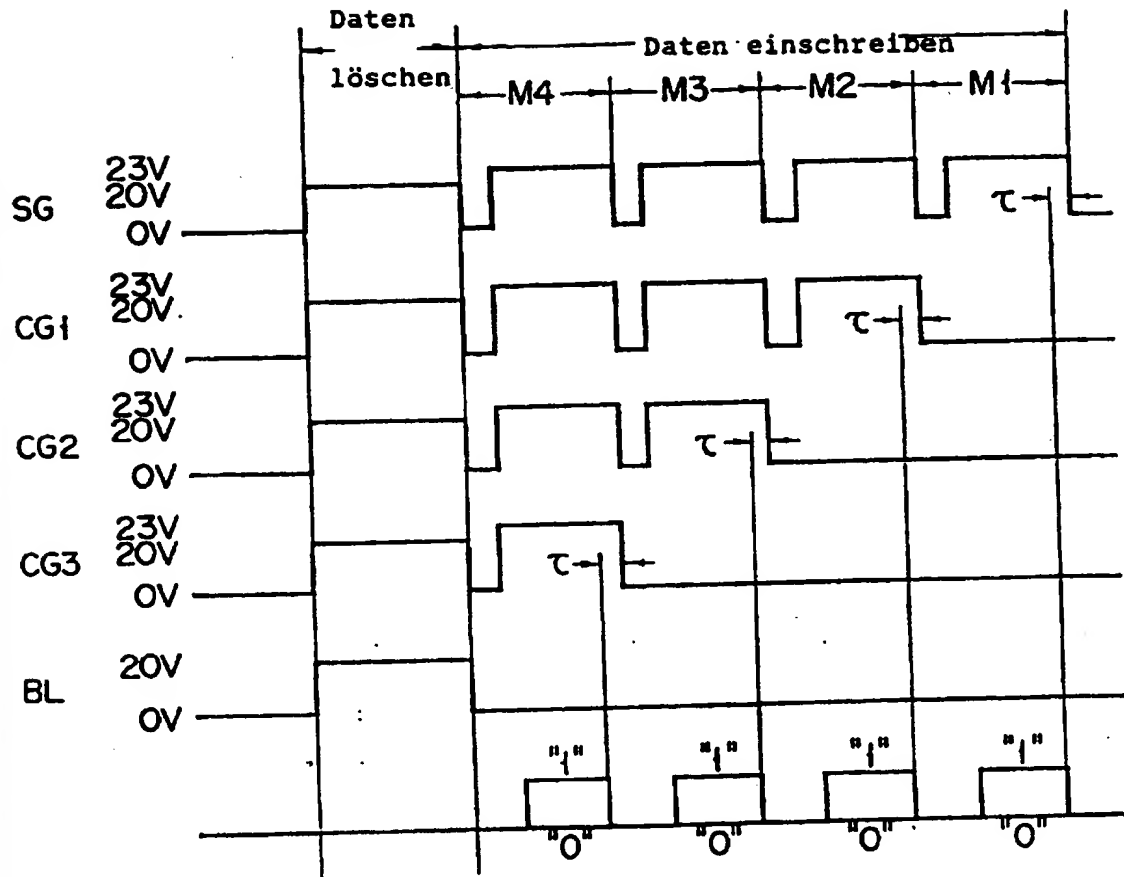 Daten
löschen
Daten einschreiben
M4 M3 M2 M1
23V
20V
SG
0V
τ
23V
20V
CG1
0V
τ
23V
20V
CG2
0V
τ
23V
20V
CG3
0V
τ
20V
BL
0V
"1" "1" "1" "1"
"0" "0" "0" "0"